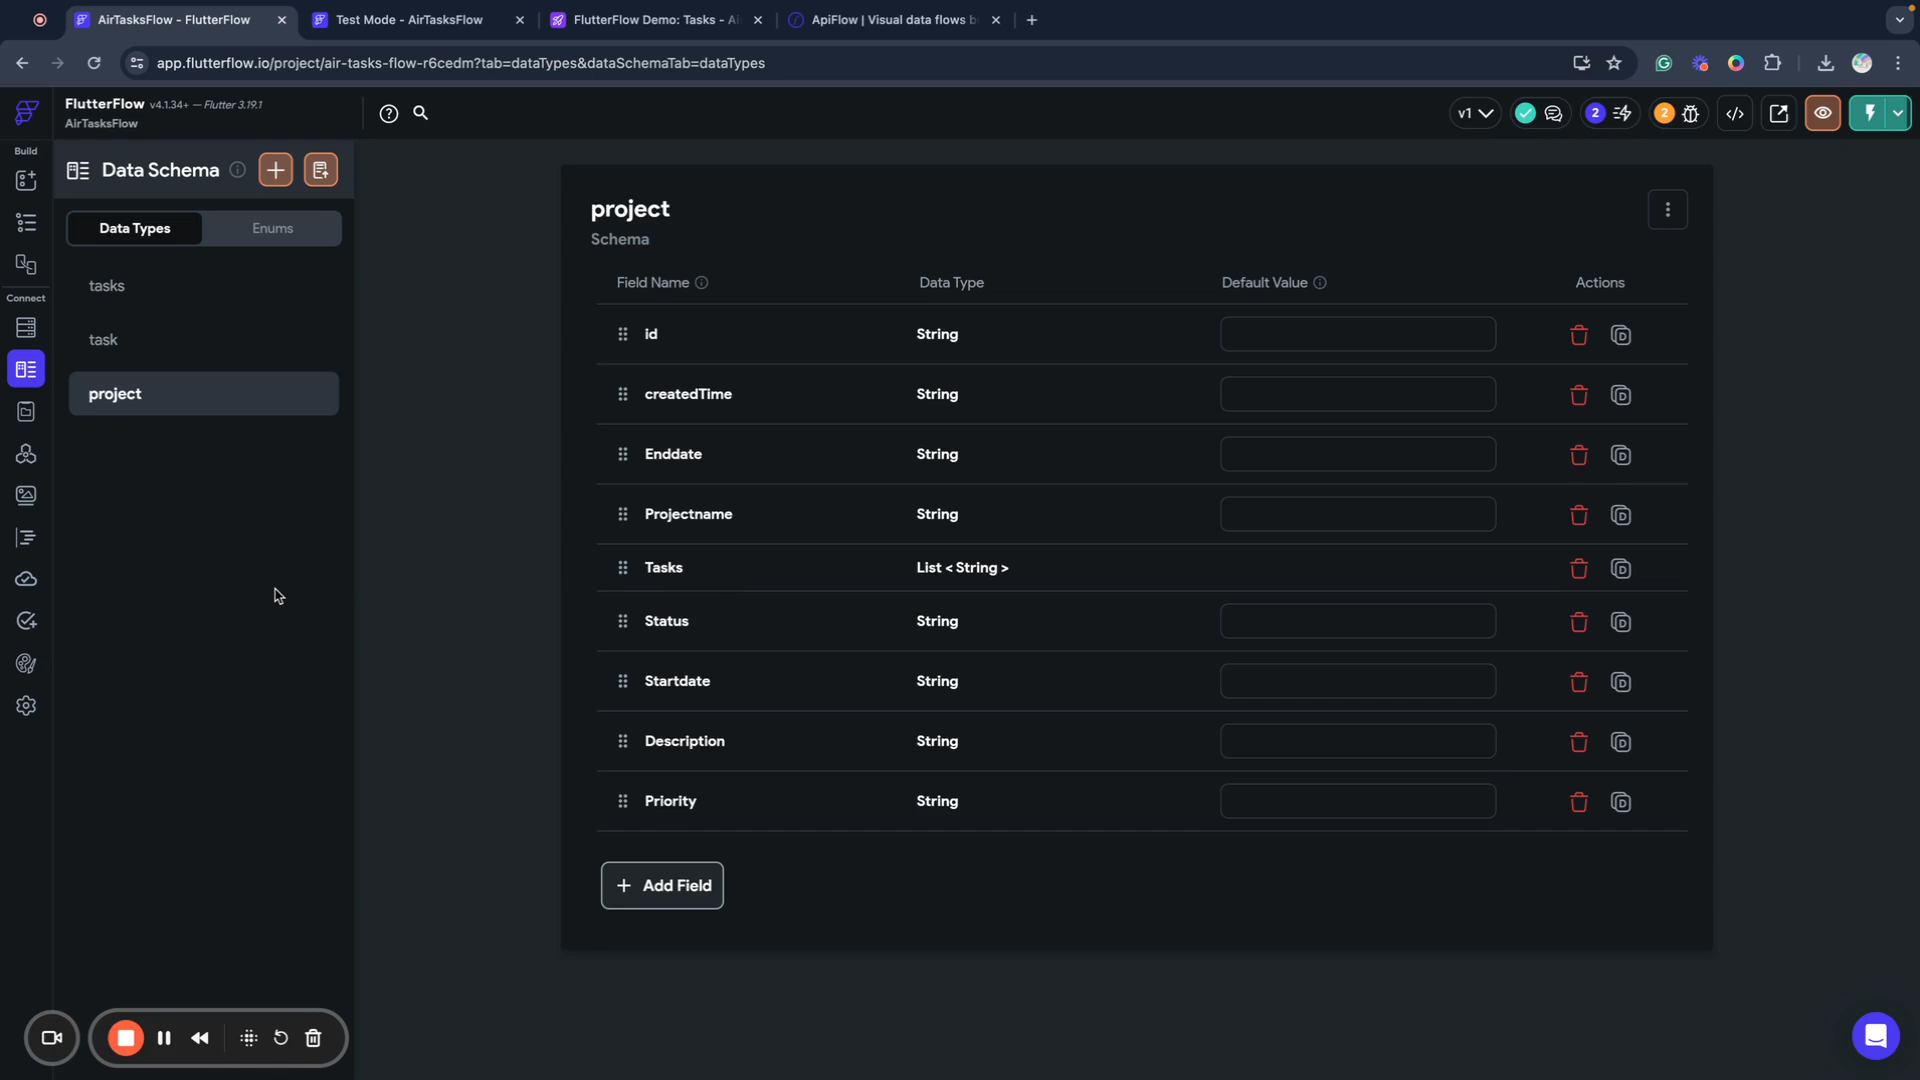 AirTasksFlow - FlutterFlow
Test Mode - AirTasksFlow
FlutterFlow Demo: Tasks - Ai
ApiFlow | Visual data flows b
app.flutterflow.io/project/air-tasks-flow-r6cedm?tab=dataTypes&dataSchemaTab=dataTypes
FlutterFlow v4.1.34+ — Flutter 3.19.1
AirTasksFlow
v1
2
2
Build
Connect
Data Schema
Data Types
Enums
tasks
task
project
project
Schema
Field Name
Data Type
Default Value
Actions
id String
createdTime String
Enddate String
Projectname String
Tasks List < String >
Status String
Startdate String
Description String
Priority String
+ Add Field